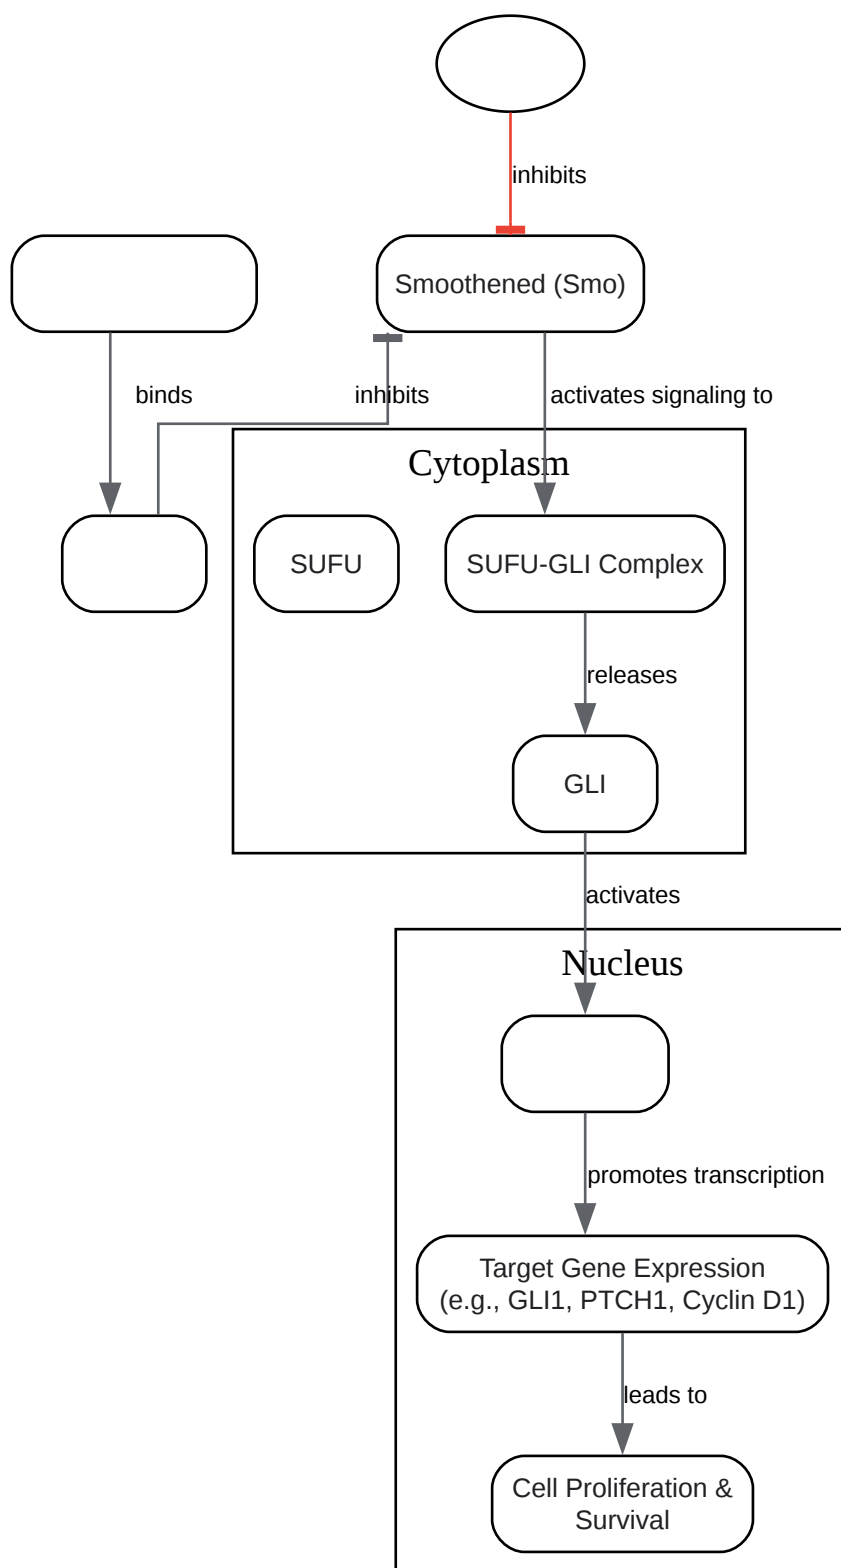 inhibits
Smoothened (Smo)
binds
inhibits
activates signaling to
Cytoplasm
SUFU
SUFU-GLI Complex
releases
GLI
activates
Nucleus
promotes transcription
Target Gene Expression
(e.g., GLI1, PTCH1, Cyclin D1)
leads to
Cell Proliferation &
Survival